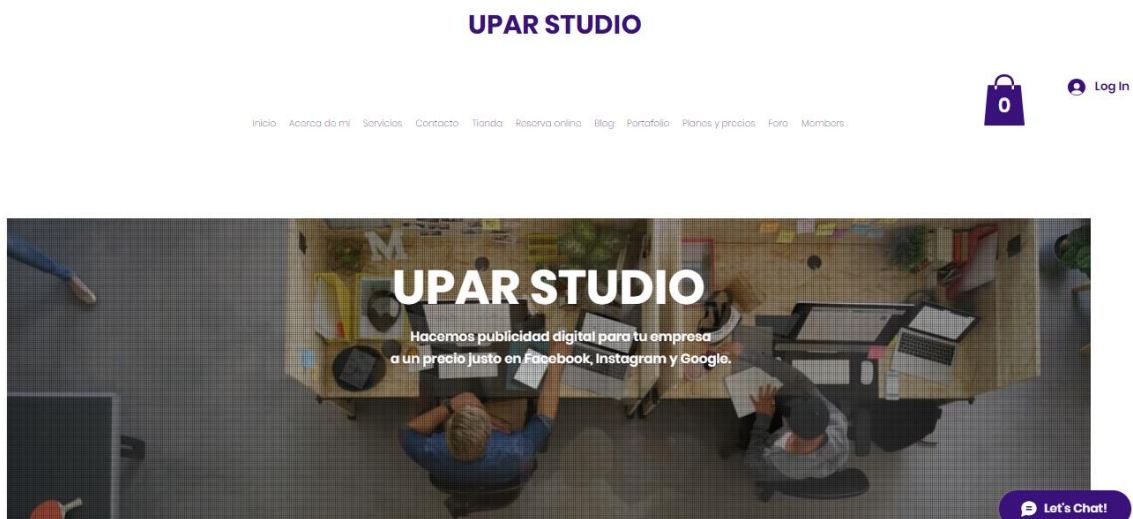 UPAR STUDIO
0
Log In
Inicio Acerca de mí Servicios Contacto Tienda Reserva online Blog Portafolio Planes y precios Foro Members
M
UPAR STUDIO
Hacemos publicidad digital para tu empresa
a un precio justo en Facebook, Instagram y Google.
Let's Chat!